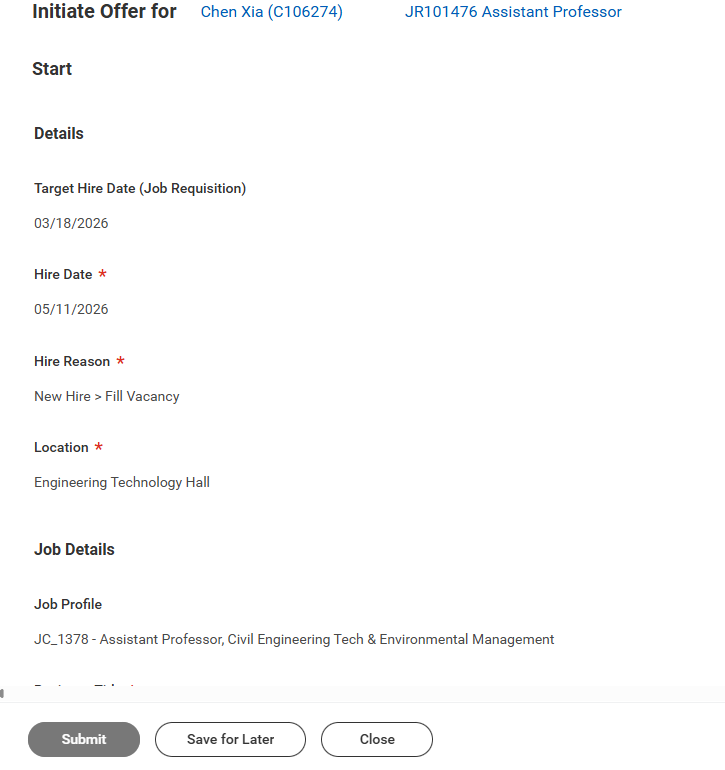 Initiate Offer for Chen Xia (C106274) JR101476 Assistant Professor
Start
Details
Target Hire Date (Job Requisition)
03/18/2026
Hire Date *
05/11/2026
Hire Reason *
New Hire > Fill Vacancy
Location *
Engineering Technology Hall
Job Details
Job Profile
JC_1378 - Assistant Professor, Civil Engineering Tech & Environmental Management
Submit Save for Later Close